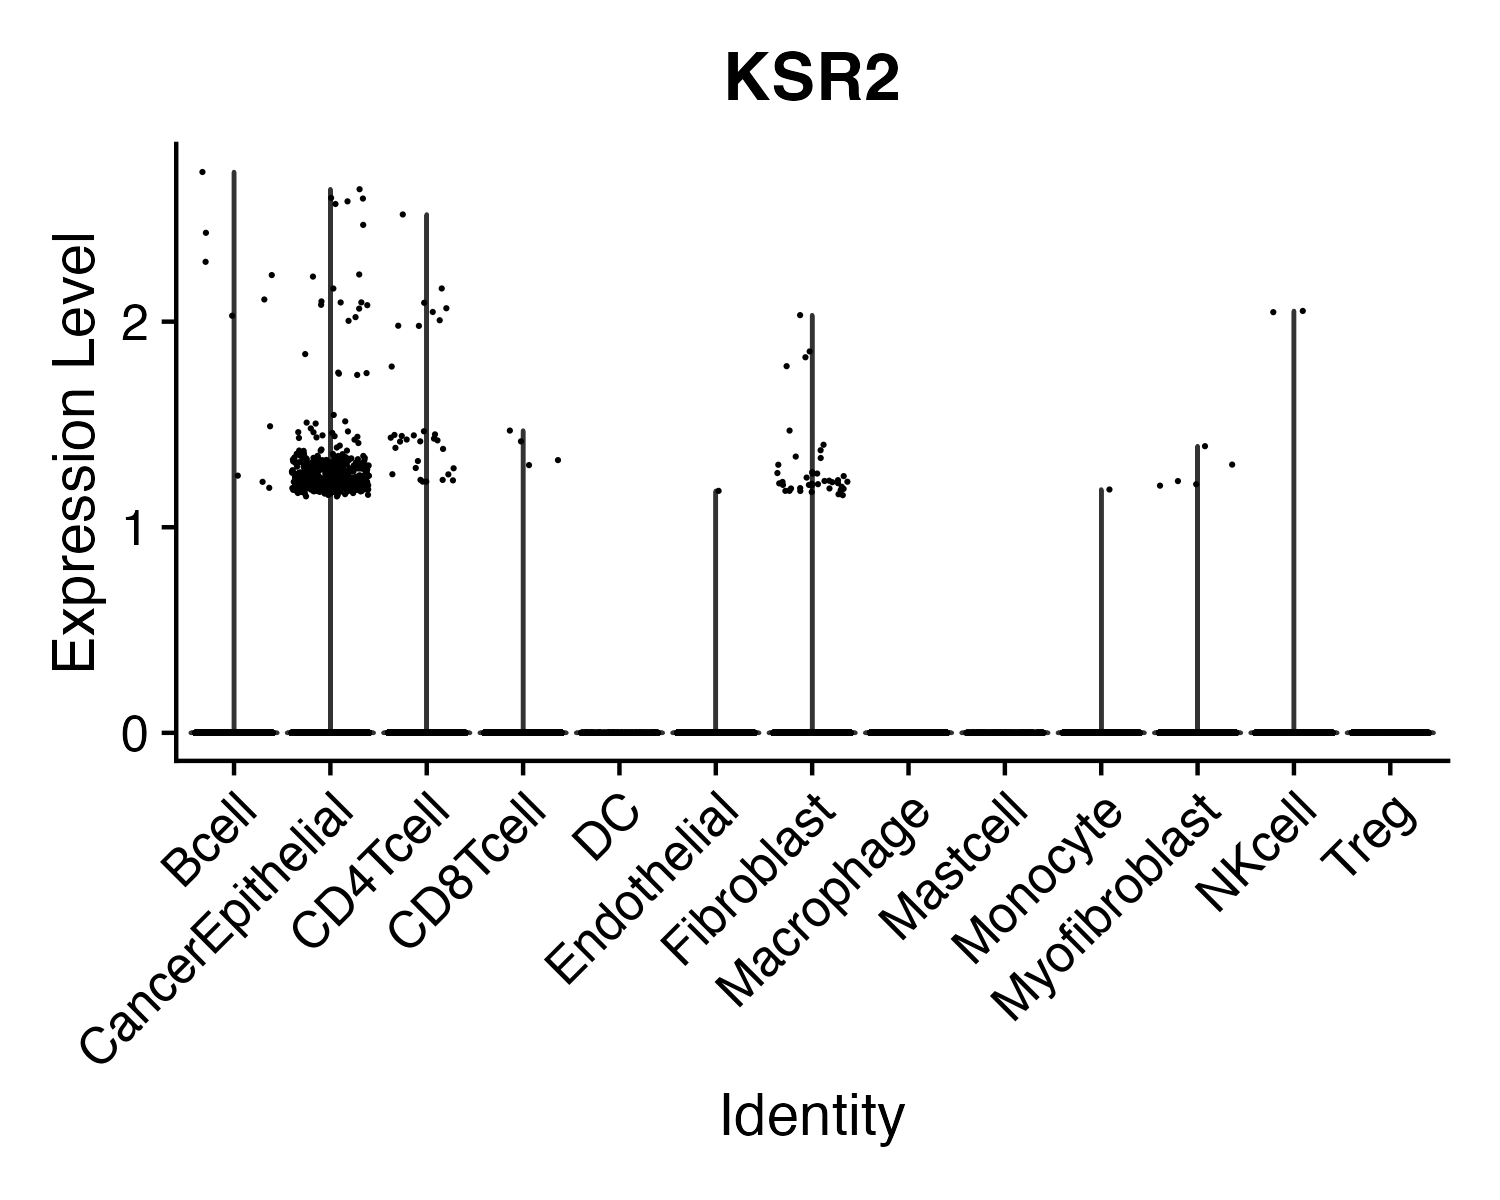 KSR2
Expression Level
2
1
0
Bcell
CancerEpithelial
CD4Tcell
CD8Tcell
DC
Endothelial
Fibroblast
Macrophage
Mastcell
Monocyte
Myofibroblast
NKcell
Treg
Identity